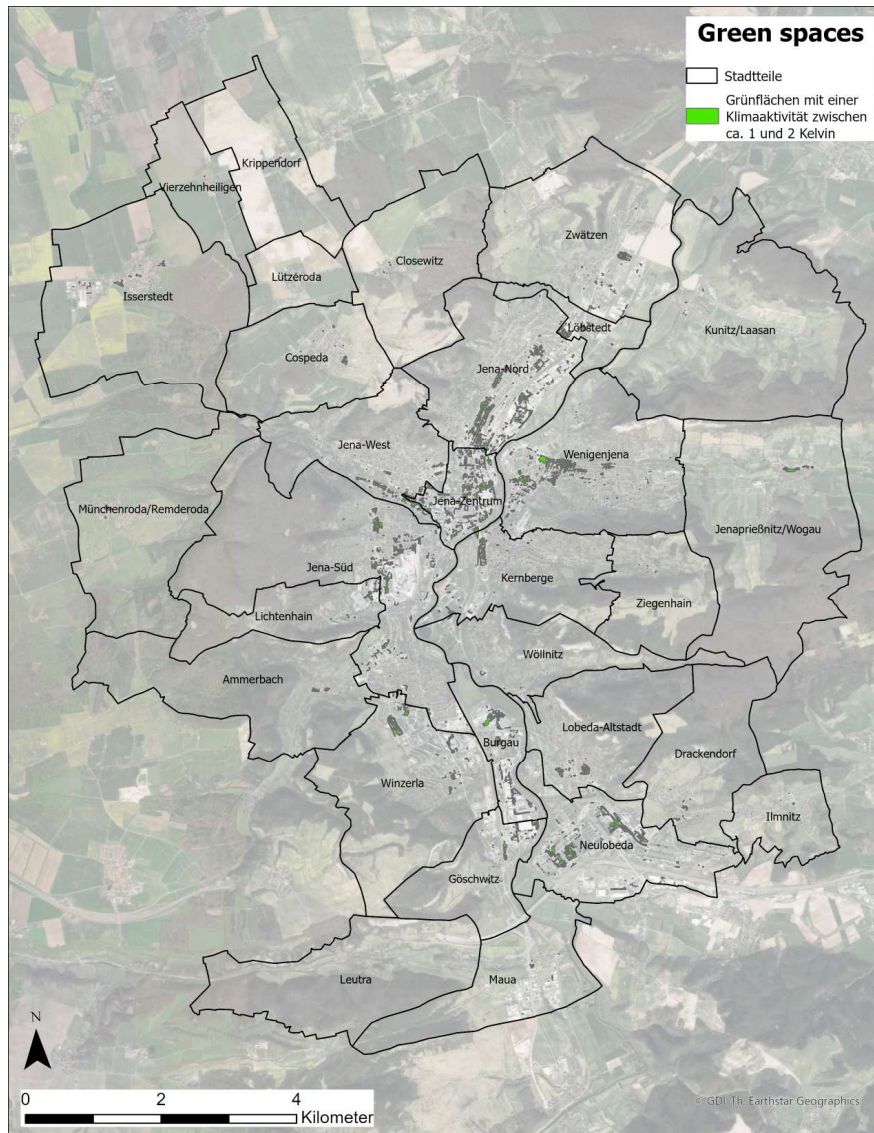 Green spaces
Stadtteile
Grünflächen mit einer
Klimaaktivität zwischen
ca. 1 und 2 Kelvin
Krippendorf
Vierzehnheiligen
Zwätzen
Closewitz
Lützeroda
Isserstedt
Löbstedt
Kunitz/Laasan
Cospeda
Jena-Nord
Jena-West
Wenigenjena
Jena-Zentrum
Münchenroda/Remderoda
Jenaprießnitz/Wogau
Jena-Süd
Kernberge
Ziegenhain
Lichtenhain
Wöllnitz
Ammerbach
Lobeda-Altstadt
Burgau
Drackendorf
Winzerla
Ilmnitz
Neulobeda
Göschwitz
Leutra
Maua
N
0 2 4
Kilometer
© GDI-Th, Earthstar Geographics